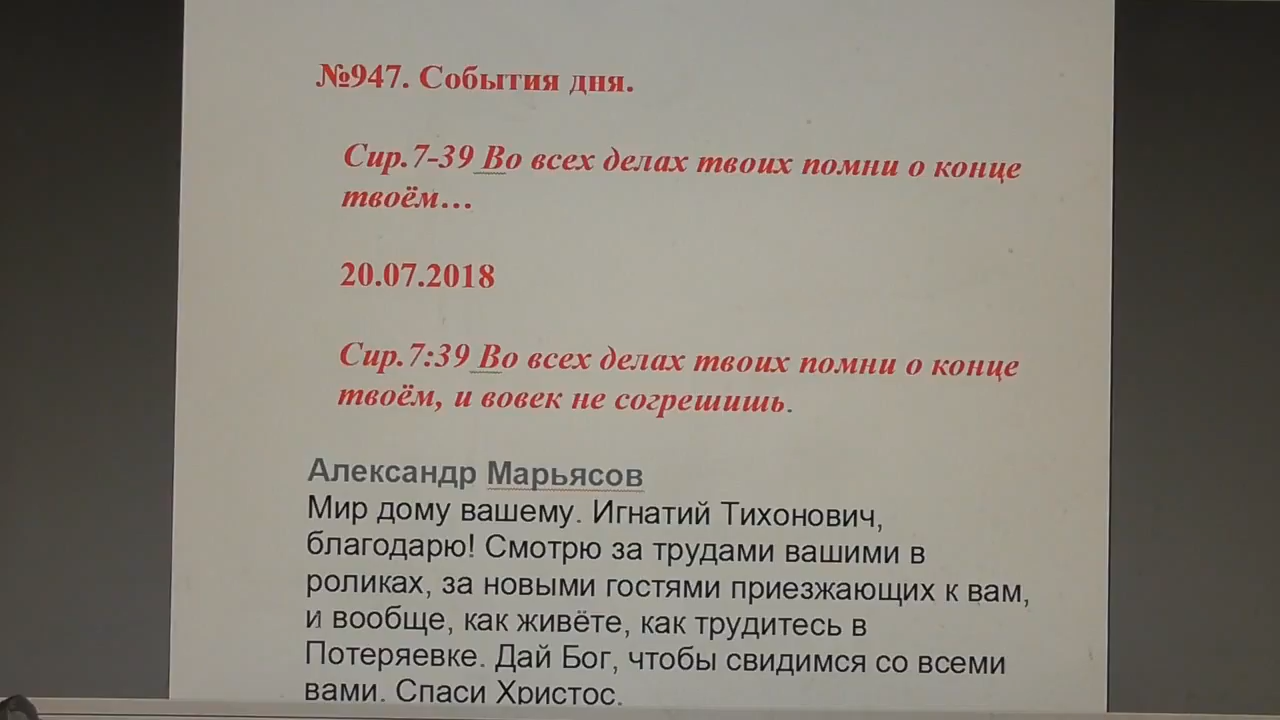 №947. События дня.
Сир.7-39 Во всех делах твоих помни о конце
твоём…
20.07.2018
Сир.7:39 Во всех делах твоих помни о конце
твоём, и вовек не согрешишь.
Александр Марьясов
Мир дому вашему. Игнатий Тихонович,
благодарю! Смотрю за трудами вашими в
роликах, за новыми гостями приезжающих к вам,
и вообще, как живёте, как трудитесь в
Потеряевке. Дай Бог, чтобы свидимся со всеми
вами. Спаси Христос.